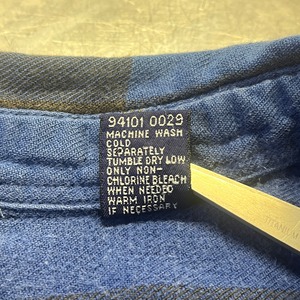 94101 0029
MACHINE WASH
COLD
SEPARATELY
TUMBLE DRY LOW
ONLY NON-
CHLORINE BLEACH
WHEN NEEDED
WARM IRON
IF NECESSARY
TITANIUM